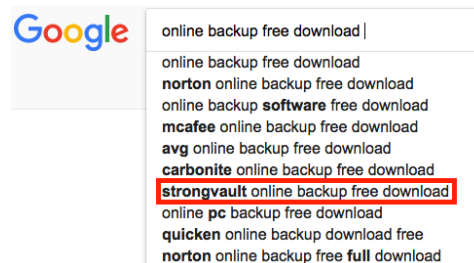 Google
online backup free download
online backup free download
norton online backup free download
online backup software free download
mcafee online backup free download
avg online backup free download
carbonite online backup free download
strongvault online backup free download
online pc backup free download
quicken online backup download free
norton online backup free full download